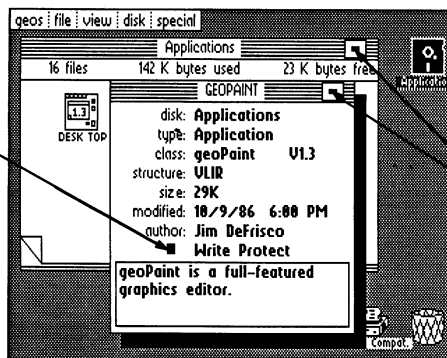 geos file view disk special
Applications
16 files 142 K bytes used 23 K bytes free
GEOPAINT
disk: Applications
type: Application
class: geoPaint V1.3
structure: VLIR
size: 29K
modified: 10/9/86 6:00 PM
author: Jim DeFrisco
Write Protect
geoPaint is a full-featured
graphics editor.
1.3
DESK TOP
Compat.